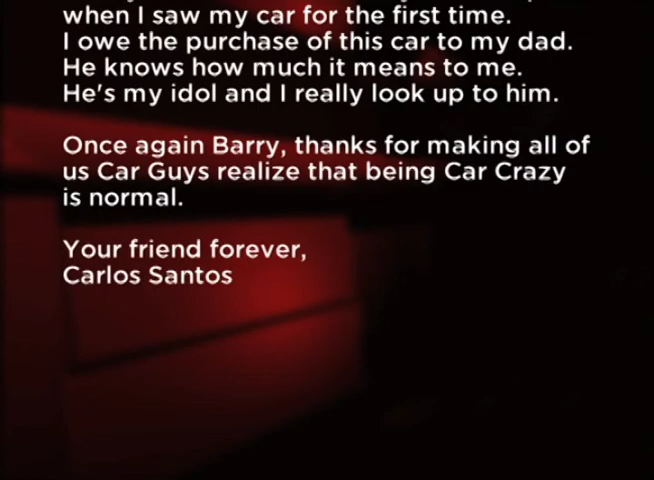 when I saw my car for the first time.
I owe the purchase of this car to my dad.
He knows how much it means to me.
He's my idol and I really look up to him.
Once again Barry, thanks for making all of
us Car Guys realize that being Car Crazy
is normal.
Your friend forever,
Carlos Santos